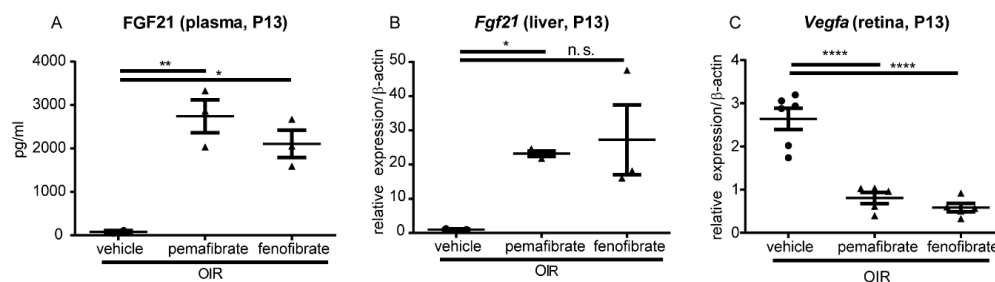 A
FGF21 (plasma, P13)
pg/ml
4000
3000
2000
1000
0
**
*
vehicle pemafibrate fenofibrate
OIR
B
Fgf21 (liver, P13)
relative expression/β-actin
50
40
30
20
10
0
*
n. s.
vehicle pemafibrate fenofibrate
OIR
C
Vegfa (retina, P13)
relative expression/β-actin
4
3
2
1
0
****
****
vehicle pemafibrate fenofibrate
OIR